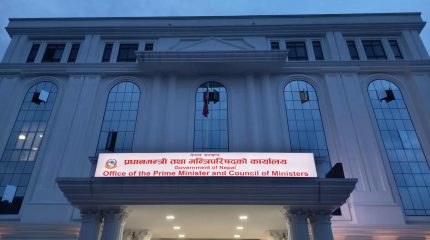 नेपाल सरकार
प्रधानमन्त्री तथा मन्त्रिपरिषद्को कार्यालय
Government of Nepal
Office of the Prime Minister and Council of Ministers